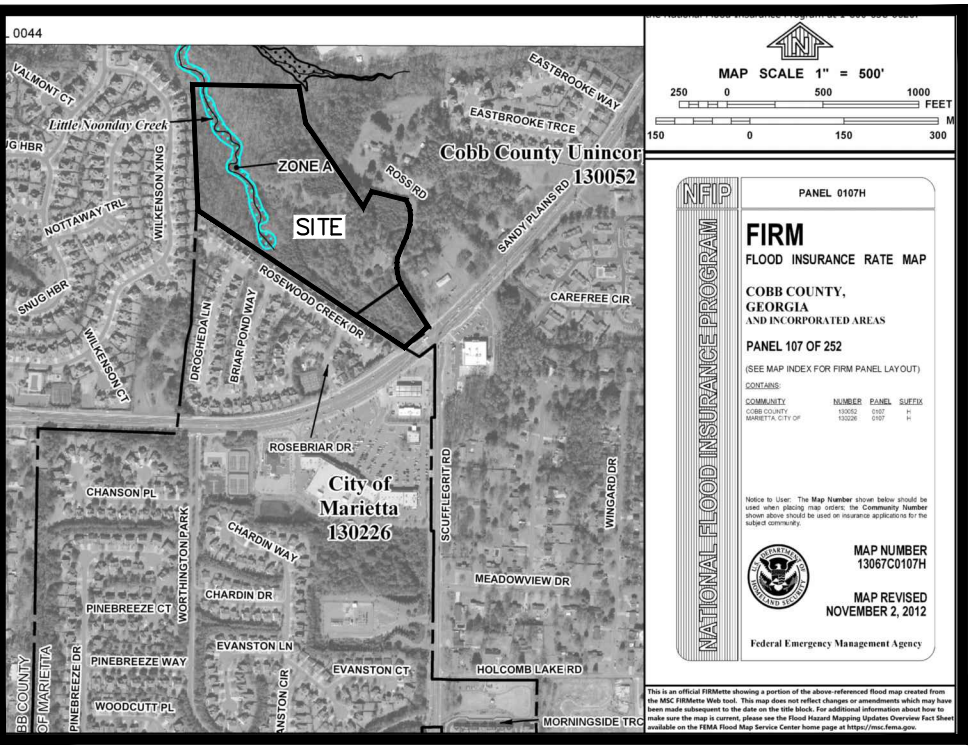 L 0044
VALMONT CT
Little Noonday Creek
UG HBR
WILKENSON XING
NOTTAWAY TRL
SNUG HBR
WILKENSON CT
ZONE A
SITE
EASTBROOKE WAY
EASTBROOKE TRCE
Cobb County Unincor
130052
ROSS RD
SANDY PLAINS RD
ROSEWOOD CREEK DR
DROGHEDA LN
BRIAR POND WAY
CAREFREE CIR
ROSEBRIAR DR
City of
Marietta
130226
SCUFFLEGRIT RD
WINGARD DR
CHANSON PL
WORTHINGTON PARK
CHARDIN WAY
CHARDIN DR
MEADOWVIEW DR
PINEBREEZE CT
EVANSTON LN
PINEBREEZE WAY
PINEBREEZE DR
EVANSTON CT
HOLCOMB LAKE RD
WOODCUTT PL
ANSTON CIR
MORNINGSIDE TRC
BB COUNTY
OF MARIETTA
MAP SCALE 1" = 500'
250 0 500 1000
FEET
M
150 0 150 300
NFIP
NATIONAL FLOOD INSURANCE PROGRAM
PANEL 0107H
FIRM
FLOOD INSURANCE RATE MAP
COBB COUNTY,
GEORGIA
AND INCORPORATED AREAS
PANEL 107 OF 252
(SEE MAP INDEX FOR FIRM PANEL LAYOUT)
CONTAINS:
COMMUNITY NUMBER PANEL SUFFIX
COBB COUNTY 130052 0107 H
MARIETTA, CITY OF 130226 0107 H
Notice to User: The Map Number shown below should be
used when placing map orders; the Community Number
shown above should be used on insurance applications for the
subject community.
U.S. DEPARTMENT OF
HOMELAND SECURITY
MAP NUMBER
13067C0107H
MAP REVISED
NOVEMBER 2, 2012
Federal Emergency Management Agency
This is an official FIRMette showing a portion of the above-referenced flood map created from
the MSC FIRMette Web tool. This map does not reflect changes or amendments which may have
been made subsequent to the date on the title block. For additional information about how to
make sure the map is current, please see the Flood Hazard Mapping Updates Overview Fact Sheet
available on the FEMA Flood Map Service Center home page at https://msc.fema.gov.